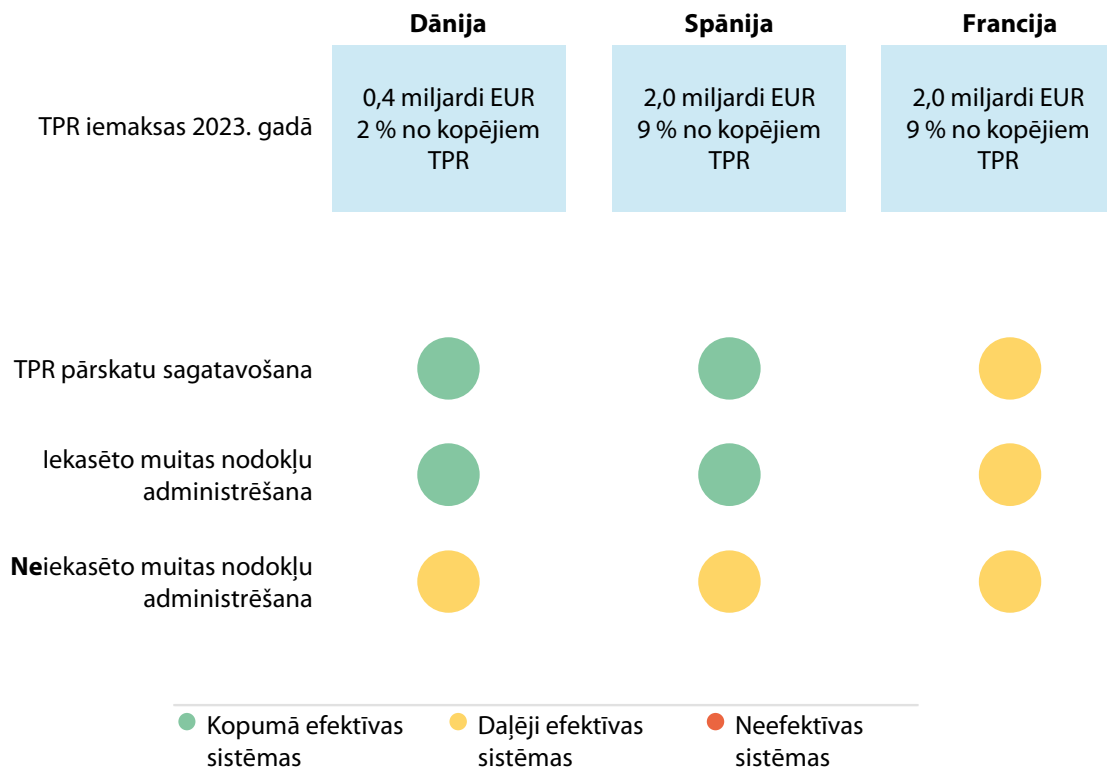 Dānija
Spānija
Francija
TPR iemaksas 2023. gadā
0,4 miljardi EUR
2 % no kopējiem
TPR
2,0 miljardi EUR
9 % no kopējiem
TPR
2,0 miljardi EUR
9 % no kopējiem
TPR
TPR pārskatu sagatavošana
Iekasēto muitas nodokļu
administrēšana
Neiekasēto muitas nodokļu
administrēšana
Kopumā efektīvas
sistēmas
Daļēji efektīvas
sistēmas
Neefektīvas
sistēmas